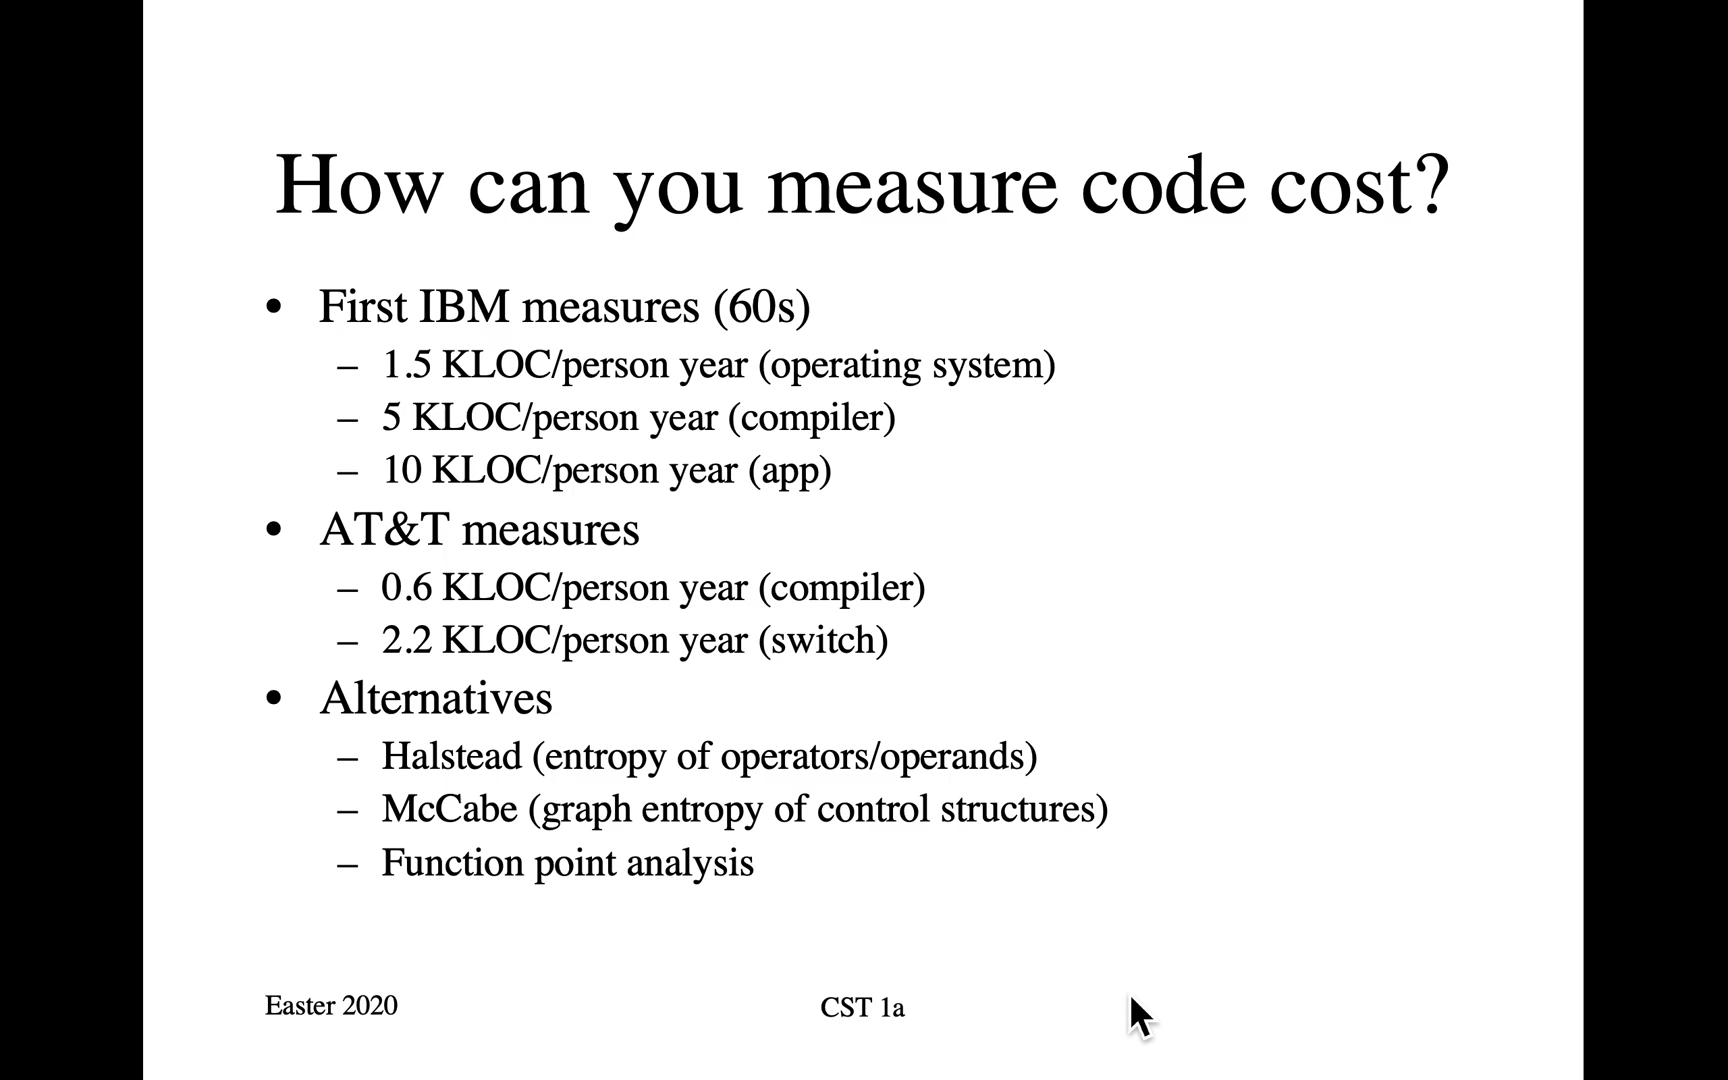 How can you measure code cost?
• First IBM measures (60s)
– 1.5 KLOC/person year (operating system)
– 5 KLOC/person year (compiler)
– 10 KLOC/person year (app)
• AT&T measures
– 0.6 KLOC/person year (compiler)
– 2.2 KLOC/person year (switch)
• Alternatives
– Halstead (entropy of operators/operands)
– McCabe (graph entropy of control structures)
– Function point analysis
Easter 2020
CST 1a